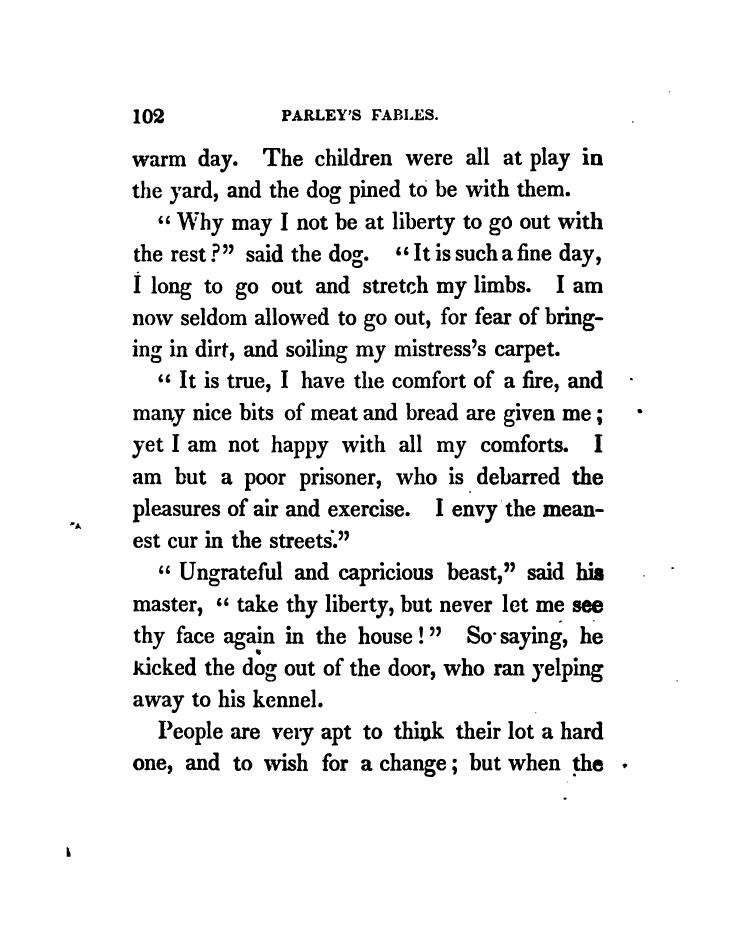 102 PARLEY'S FABLES.
warm day. The children were all at play in
the yard, and the dog pined to be with them.
“ Why may I not be at liberty to go out with
the rest?” said the dog. “ It is such a fine day,
I long to go out and stretch my limbs. I am
now seldom allowed to go out, for fear of bring-
ing in dirt, and soiling my mistress's carpet.
“ It is true, I have the comfort of a fire, and
many nice bits of meat and bread are given me ;
yet I am not happy with all my comforts. I
am but a poor prisoner, who is debarred the
pleasures of air and exercise. I envy the mean-
est cur in the streets.”
“ Ungrateful and capricious beast,” said his
master, “ take thy liberty, but never let me see
thy face again in the house ! ” So saying, he
kicked the dog out of the door, who ran yelping
away to his kennel.
People are very apt to think their lot a hard
one, and to wish for a change ; but when the